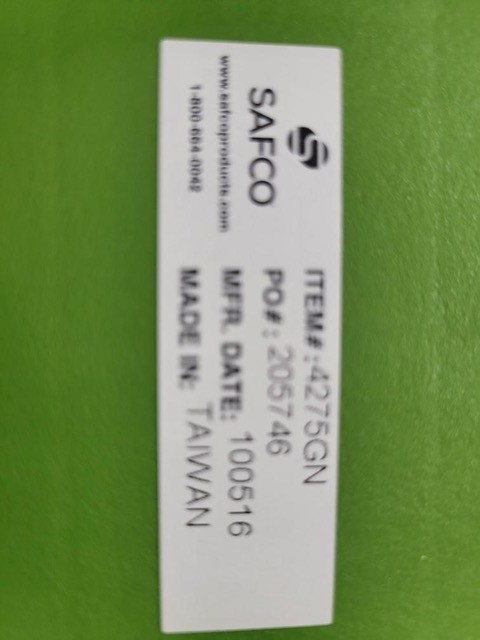 SAFCO
www.safcoproducts.com
1-800-664-0042
ITEM#:4275GN
PO#: 205746
MFR. DATE: 100516
MADE IN: TAIWAN